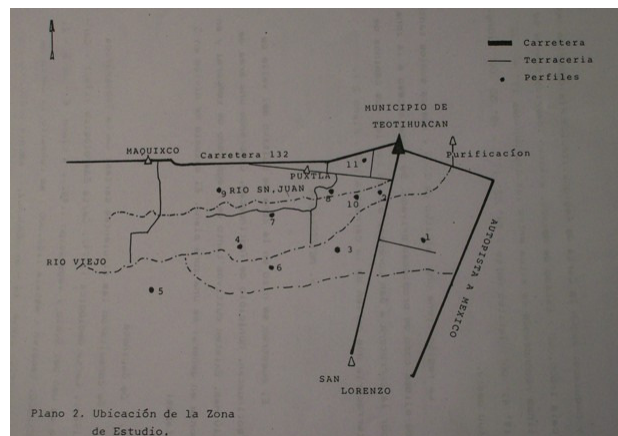 Carretera
Terraceria
Perfiles
MUNICIPIO DE
TEOTIHUACAN
MAQUIXCO
Carretera 132
Purificacíon
11
PUXTLA
9
RIO SN.JUAN
8
10
2
7
1
4
3
RIO VIEJO
6
5
AUTOPISTA A MEXICO
SAN
LORENZO
Plano 2. Ubicación de la Zona
de Estudio.